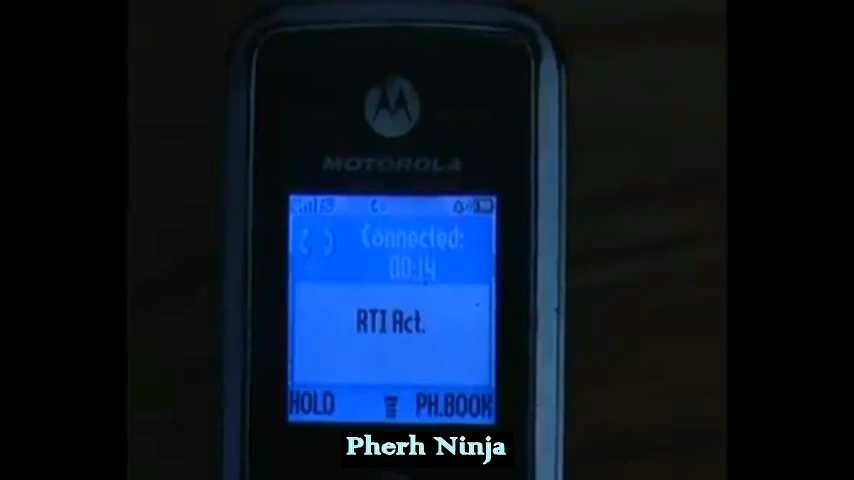 MOTOROLA
Connected:
00:14
RTI Act.
HOLD PH.BOOK
Pherh Ninja